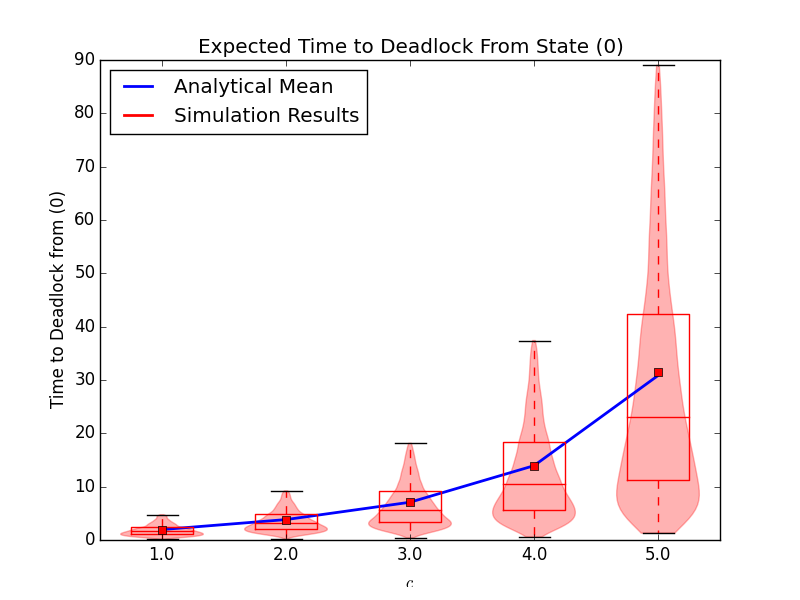 Expected Time to Deadlock From State (0)
Analytical Mean
Simulation Results
Time to Deadlock from (0)
90
80
70
60
50
40
30
20
10
0
1.0 2.0 3.0 4.0 5.0
c